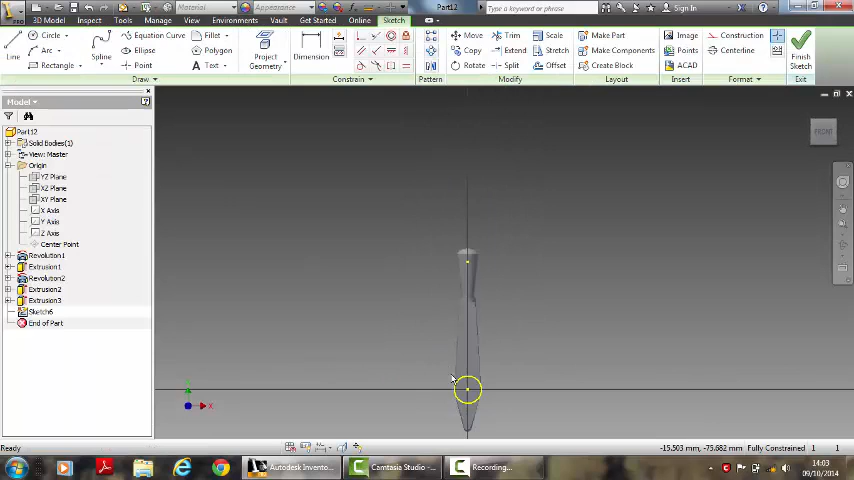 PRO
Material
Appearance
Part12
Type a keyword or phrase
Sign In
3D Model Inspect Tools Manage View Environments Vault Get Started Online Sketch
Line
Circle
Arc
Rectangle
Spline
Equation Curve
Ellipse
Point
Fillet
Polygon
Text
Project
Geometry
Dimension
Move
Copy
Rotate
Trim
Extend
Split
Scale
Stretch
Offset
Make Part
Make Components
Create Block
Image
Points
ACAD
Construction
Centerline
Finish
Sketch
Draw Constrain Pattern Modify Layout Insert Format Exit
Model
Part12
Solid Bodies(1)
View: Master
Origin
YZ Plane
XZ Plane
XY Plane
X Axis
Y Axis
Z Axis
Center Point
Revolution1
Extrusion1
Revolution2
Extrusion2
Extrusion3
Sketch6
End of Part
FRONT
X
Ready -15.503 mm, -75.682 mm Fully Constrained 1 1
Autodesk Invento... Camtasia Studio -... Recording...
14:03
09/10/2014